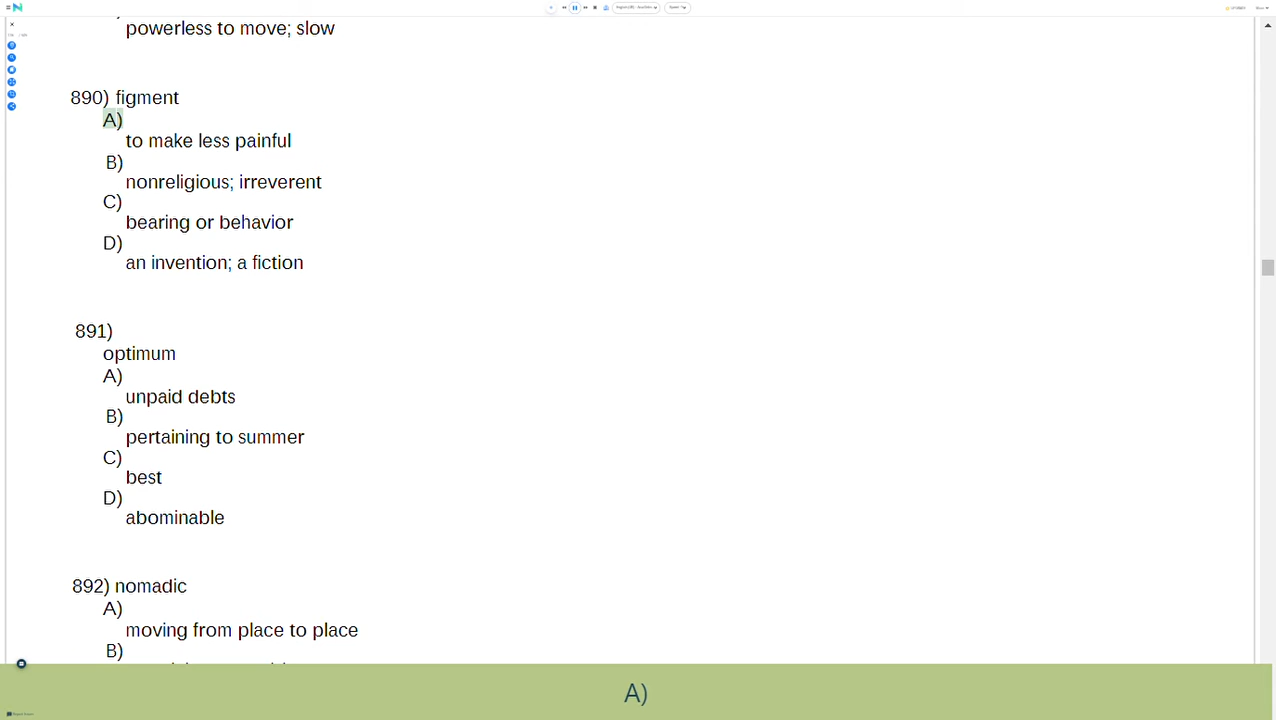 powerless to move; slow
890) figment
A)
to make less painful
B)
nonreligious; irreverent
C)
bearing or behavior
D)
an invention; a fiction
891)
optimum
A)
unpaid debts
B)
pertaining to summer
C)
best
D)
abominable
892) nomadic
A)
moving from place to place
B)
A)